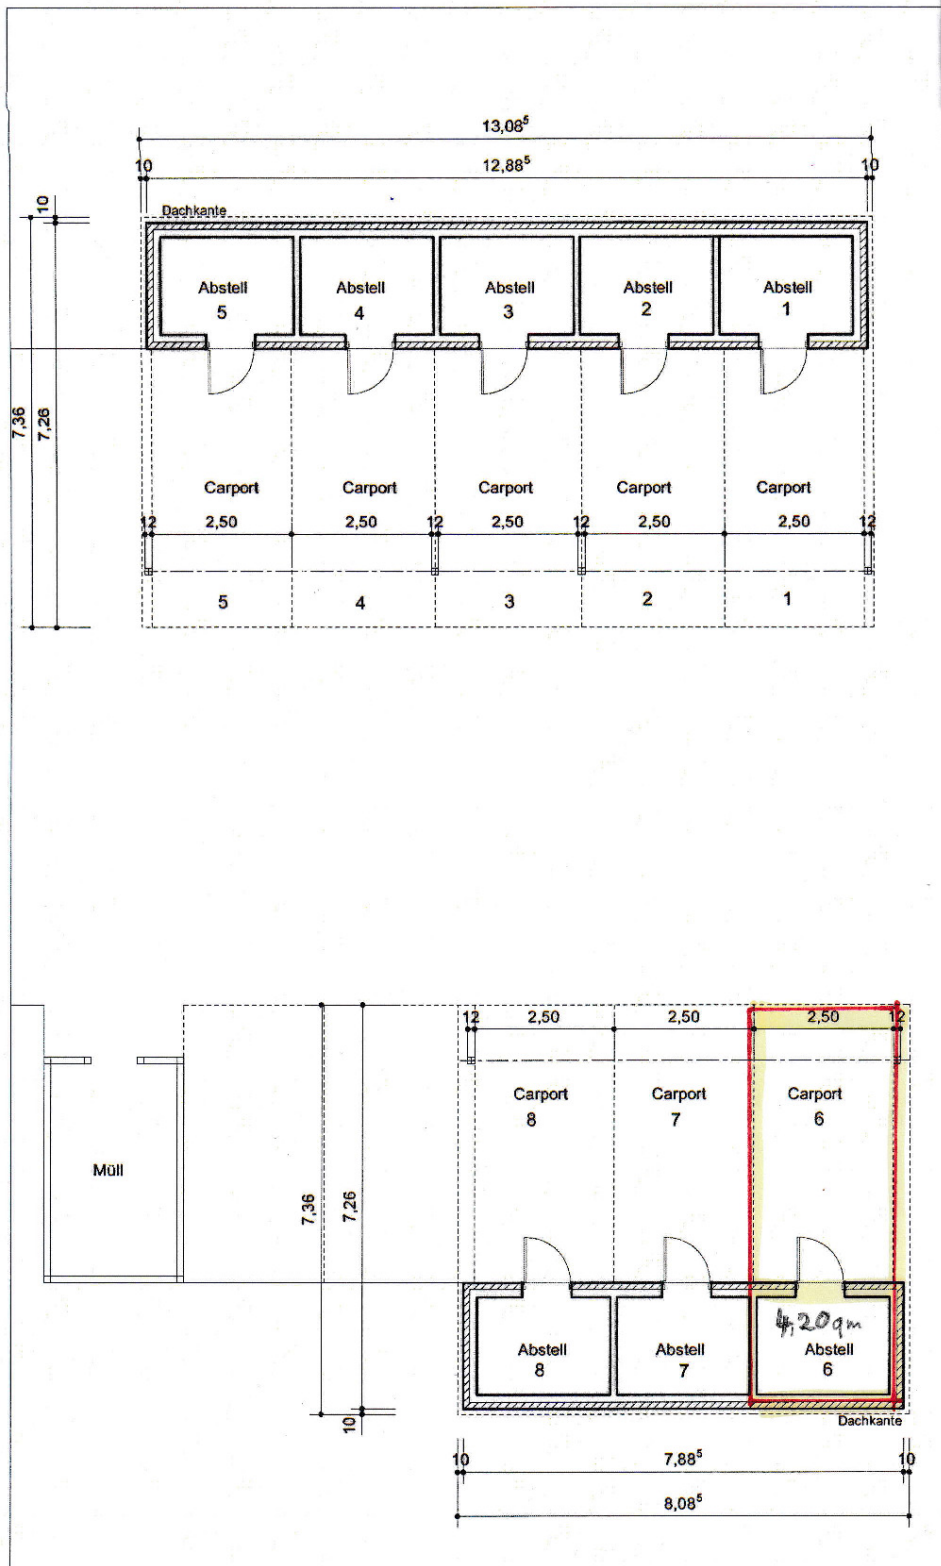 13,08⁵
10 12,88⁵ 10
10
Dachkante
Abstell Abstell Abstell Abstell Abstell
5 4 3 2 1
7,36
7,26
Carport Carport Carport Carport Carport
12 2,50 2,50 12 2,50 12 2,50 2,50 12
5 4 3 2 1
12 2,50 2,50 2,50 12
Carport Carport Carport
8 7 6
Müll
7,36
7,26
4,20qm
Abstell Abstell Abstell
8 7 6
10
Dachkante
10 7,88⁵ 10
8,08⁵